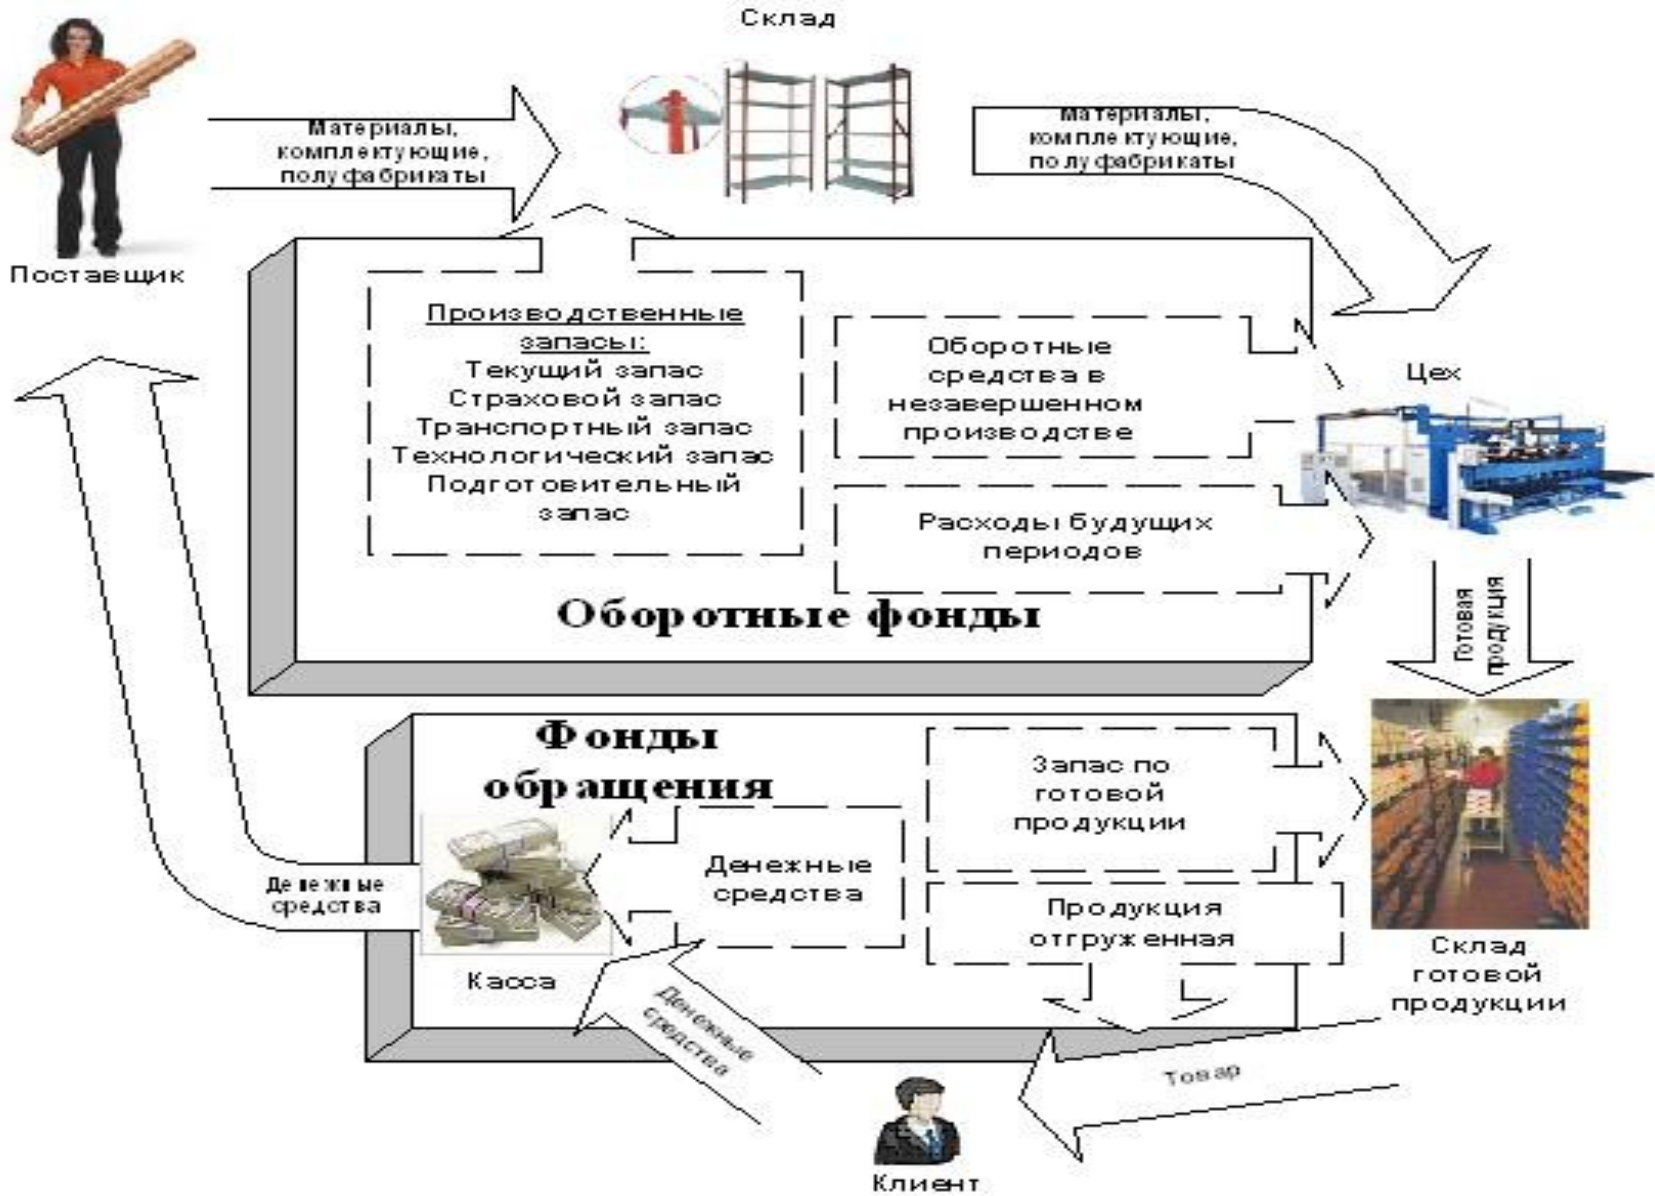 Склад
Материалы,
комплектующие,
полуфабрикаты
Материалы,
комплектующие,
полуфабрикаты
Поставщик
Производственные
запасы:
Текущий запас
Страховой запас
Транспортный запас
Технологический запас
Подготовительный
запас
Оборотные
средства в
незавершенном
производстве
Цех
Расходы будущих
периодов
Оборотные фонды
Готовая
продукция
Фонды
обращения
Запас по
готовой
продукции
Денежные
средства
Денежные
средства
Продукция
отгруженная
Касса
Склад
готовой
продукции
Денежные
средства
Товар
Клиент